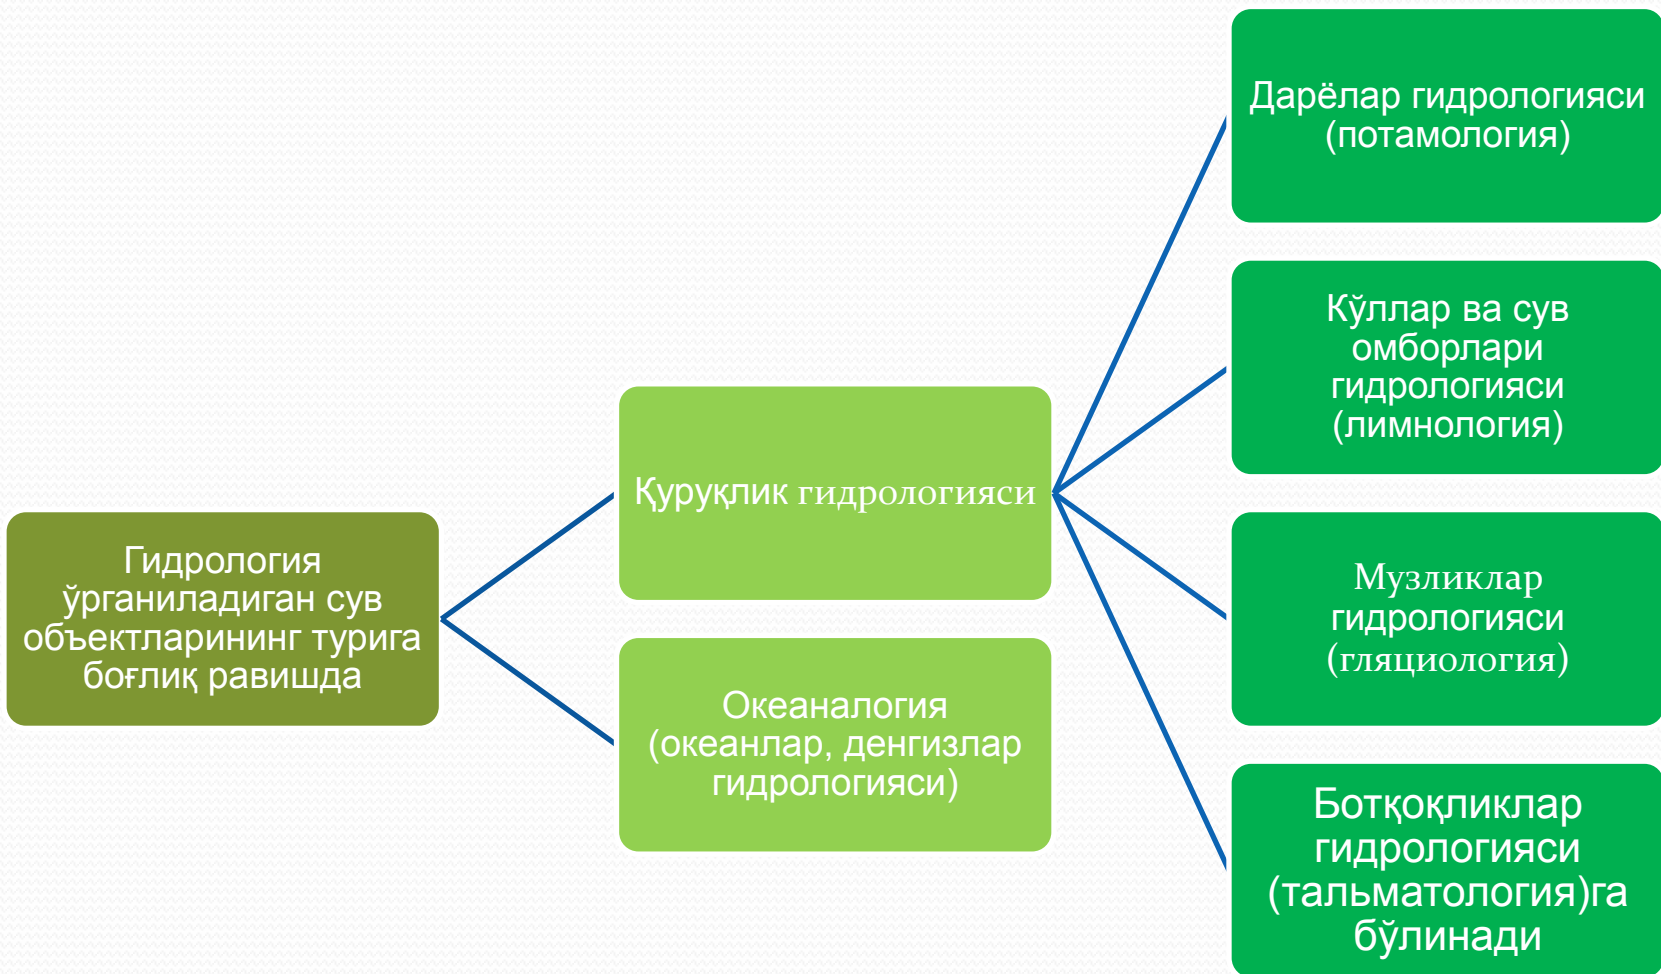 Гидрология
ўрганиладиган сув
объектларининг турига
боғлиқ равишда
Қуруқлик гидрологияси
Океаналогия
(океанлар, денгизлар
гидрологияси)
Дарёлар гидрологияси
(потамология)
Кўллар ва сув
омборлари
гидрологияси
(лимнология)
Музликлар
гидрологияси
(гляциология)
Ботқоқликлар
гидрологияси
(тальматология)га
бўлинади